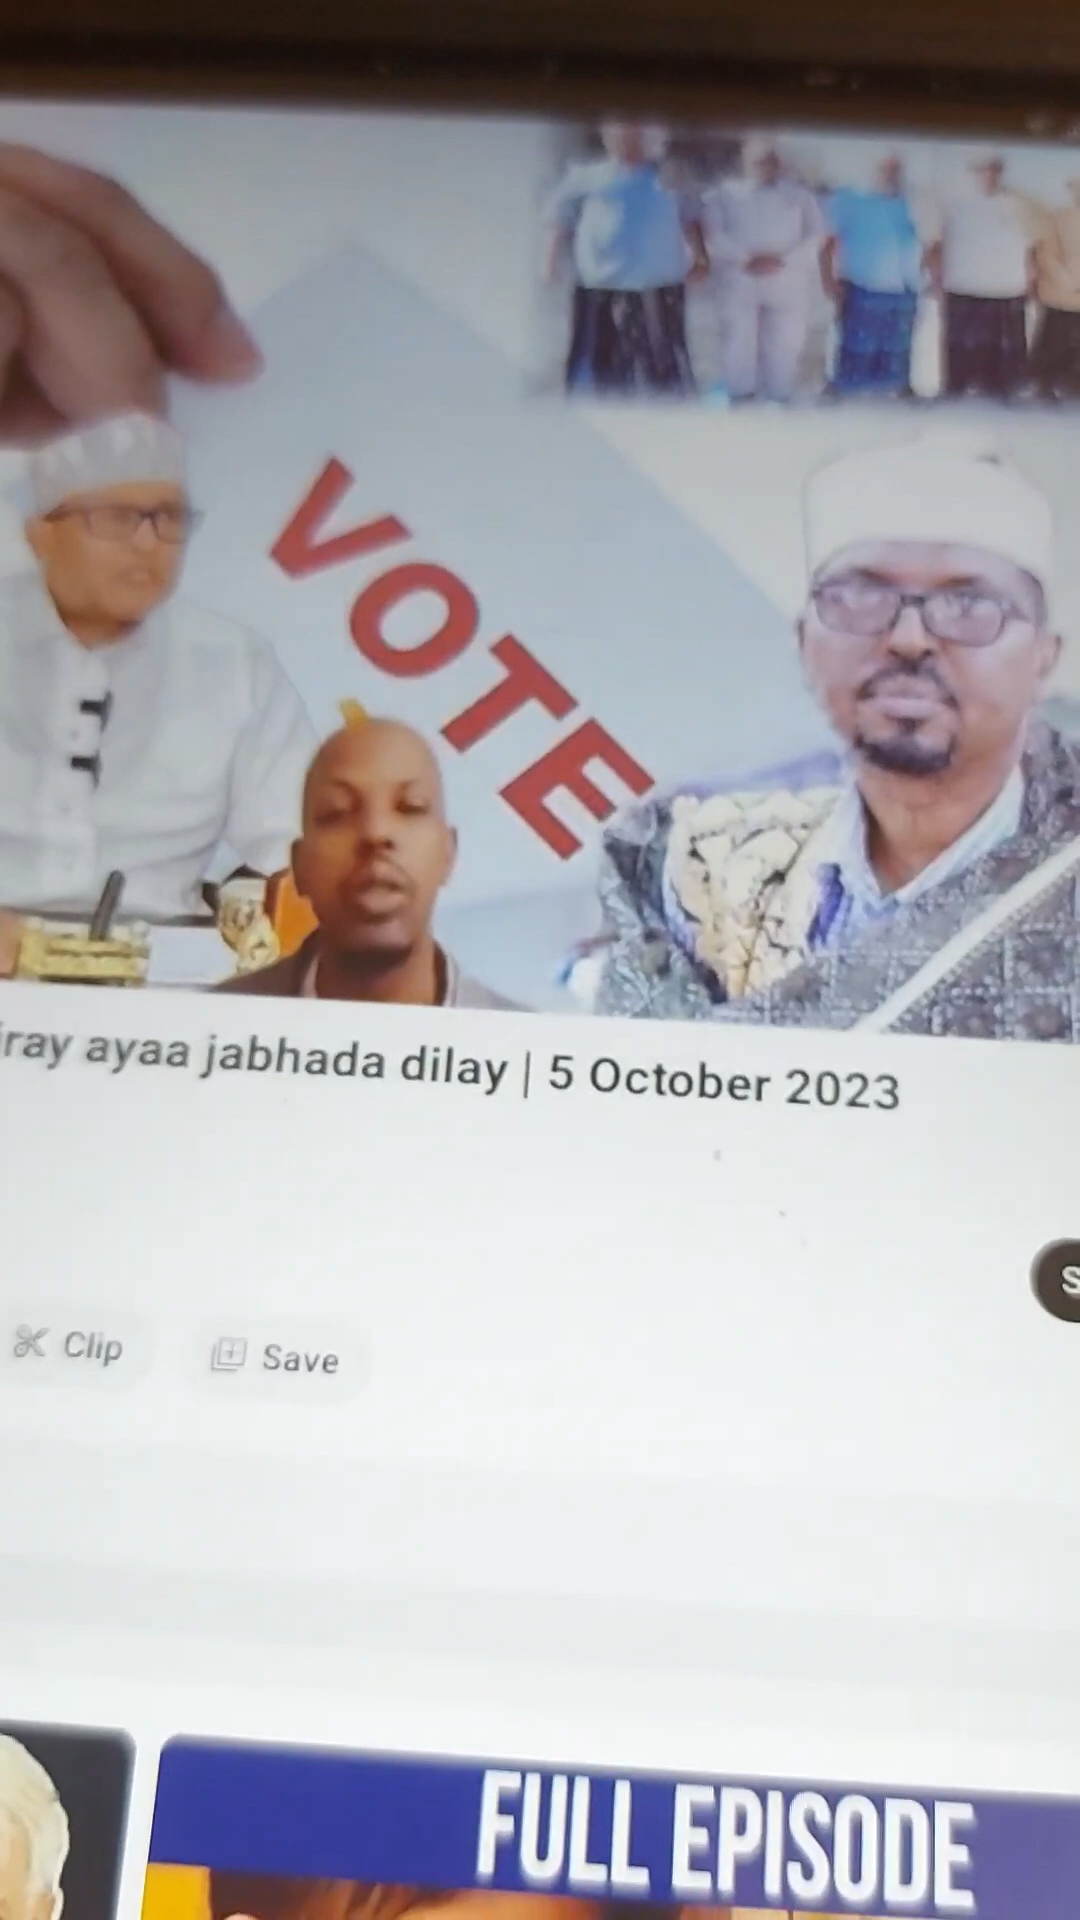 VOTE
iray ayaa jabhada dilay | 5 October 2023
Clip
Save
FULL EPISODE